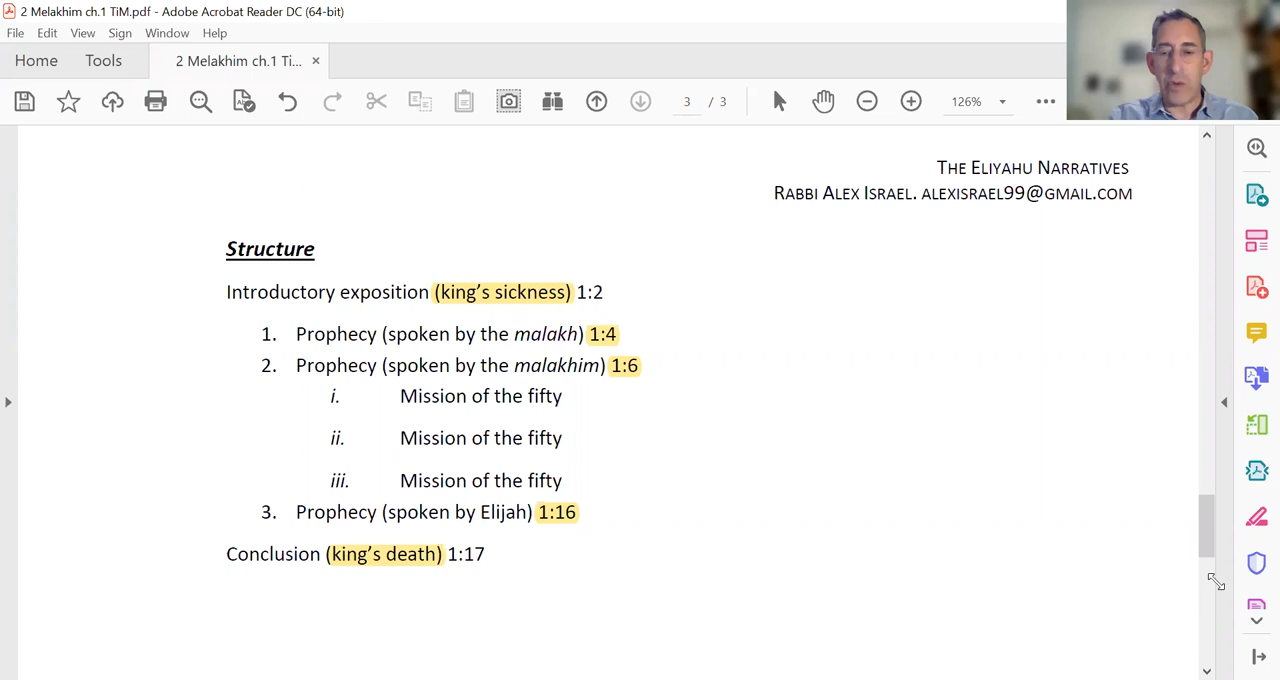 2 Melakhim ch.1 TiM.pdf - Adobe Acrobat Reader DC (64-bit)
File Edit View Sign Window Help
Home Tools 2 Melakhim ch.1 Ti... ×
3 / 3 126%
THE ELIYAHU NARRATIVES
RABBI ALEX ISRAEL. ALEXISRAEL99@GMAIL.COM
Structure
Introductory exposition (king's sickness) 1:2
1. Prophecy (spoken by the malakh) 1:4
2. Prophecy (spoken by the malakhim) 1:6
i. Mission of the fifty
ii. Mission of the fifty
iii. Mission of the fifty
3. Prophecy (spoken by Elijah) 1:16
Conclusion (king's death) 1:17